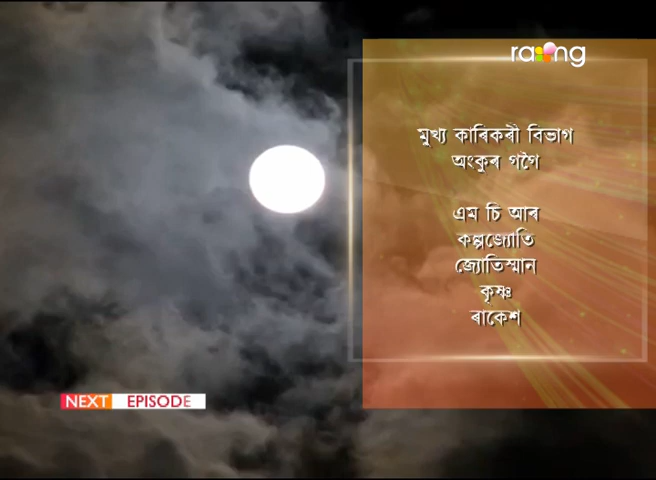 rang
মুখ্য কাৰিকৰী বিভাগ
অংকুৰ গগৈ
এম চি আৰ
কল্পজ্যোতি
জ্যোতিস্মান
কৃষ্ণ
ৰাকেশ
NEXT EPISODE